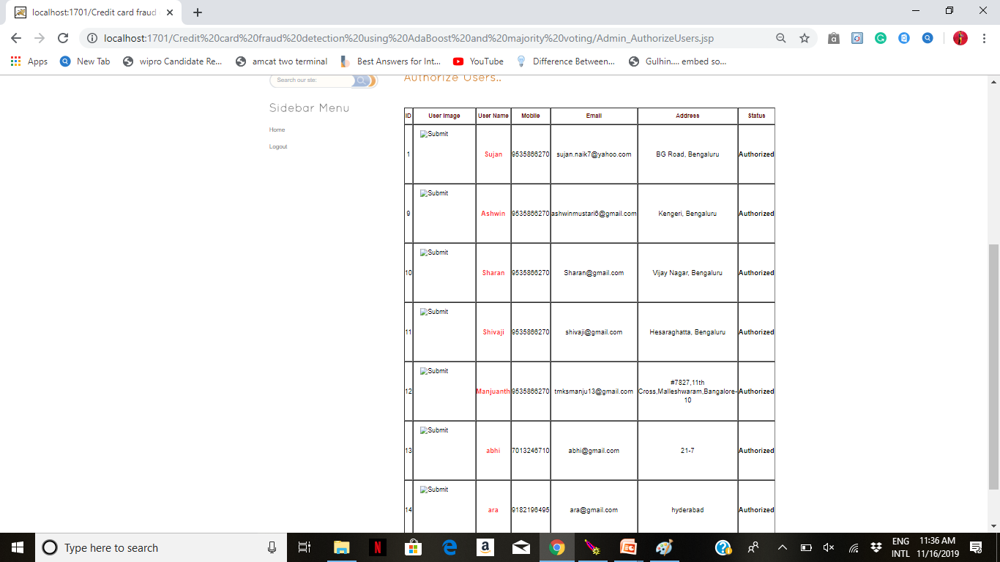 localhost:1701/Credit card fraud
localhost:1701/Credit%20card%20fraud%20detection%20using%20AdaBoost%20and%20majority%20voting/Admin_AuthorizeUsers.jsp
Apps New Tab wipro Candidate Re... amcat two terminal Best Answers for Int... YouTube Difference Between... Gulhin.... embed so...
Search our site:
Authorize Users..
Sidebar Menu
Home
Logout
ID User Image User Name Mobile Email Address Status
1 Submit Sujan 9535866270 sujan.naik7@yahoo.com BG Road, Bengaluru Authorized
9 Submit Ashwin 9535866270 ashwinmustari6@gmail.com Kengeri, Bengaluru Authorized
10 Submit Sharan 9535866270 Sharan@gmail.com Vijay Nagar, Bengaluru Authorized
11 Submit Shivaji 9535866270 shivaji@gmail.com Hesaraghatta, Bengaluru Authorized
12 Submit Manjuanth 9535866270 tmksmanju13@gmail.com #7827,11th
Cross,Malleshwaram,Bangalore-
10 Authorized
13 Submit abhi 7013246710 abhi@gmail.com 21-7 Authorized
14 Submit ara 9182196495 ara@gmail.com hyderabad Authorized
Type here to search
ENG
INTL
11:36 AM
11/16/2019